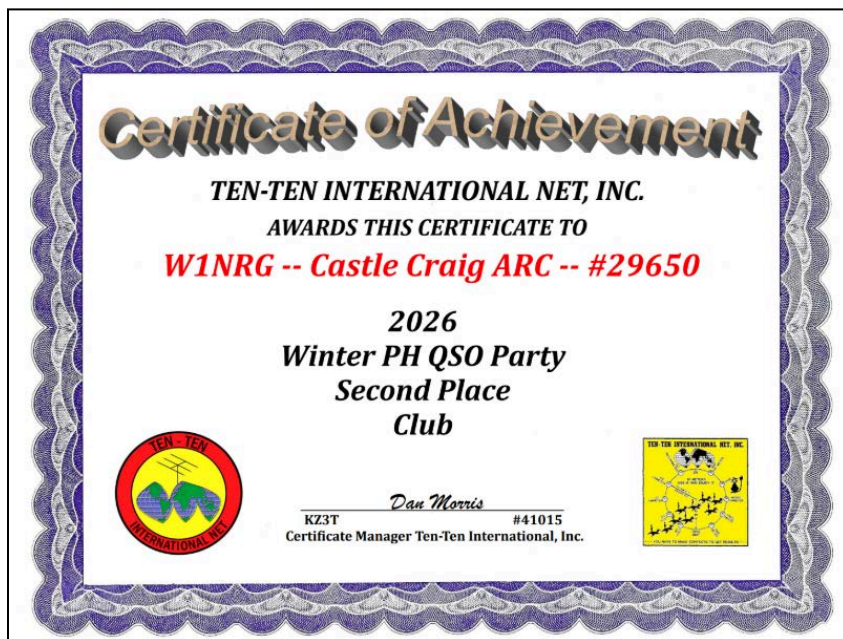 Certificate of Achievement
TEN-TEN INTERNATIONAL NET, INC.
AWARDS THIS CERTIFICATE TO
W1NRG -- Castle Craig ARC -- #29650
2026
Winter PH QSO Party
Second Place
Club
TEN - TEN
INTERNATIONAL NET
TEN-TEN INTERNATIONAL NET. INC.
Dan Morris
KZ3T #41015
Certificate Manager Ten-Ten International, Inc.